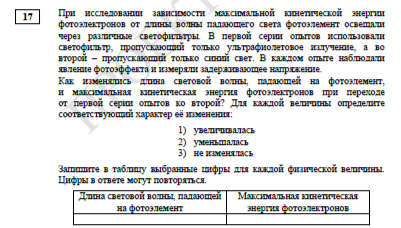 17
При исследовании зависимости максимальной кинетической энергии
фотоэлектронов от длины волны падающего света фотоэлемент освещали
через различные светофильтры. В первой серии опытов использовали
светофильтр, пропускающий только ультрафиолетовое излучение, а во
второй – пропускающий только синий свет. В каждом опыте наблюдали
явление фотоэффекта и измеряли задерживающее напряжение.
Как изменялись длина световой волны, падающей на фотоэлемент,
и максимальная кинетическая энергия фотоэлектронов при переходе
от первой серии опытов ко второй? Для каждой величины определите
соответствующий характер её изменения:
1) увеличивалась
2) уменьшалась
3) не изменялась
Запишите в таблицу выбранные цифры для каждой физической величины.
Цифры в ответе могут повторяться.
Длина световой волны, падающей
на фотоэлемент
Максимальная кинетическая
энергия фотоэлектронов